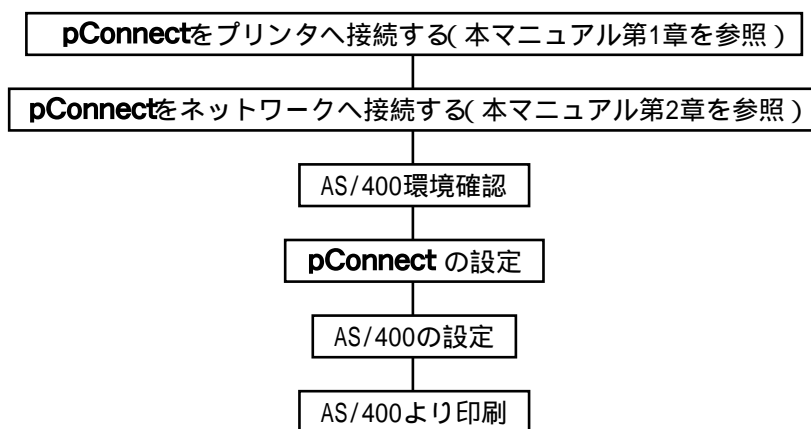 pConnectをプリンタへ接続する(本マニュアル第1章を参照)
pConnectをネットワークへ接続する(本マニュアル第2章を参照)
AS/400環境確認
pConnect の設定
AS/400の設定
AS/400より印刷